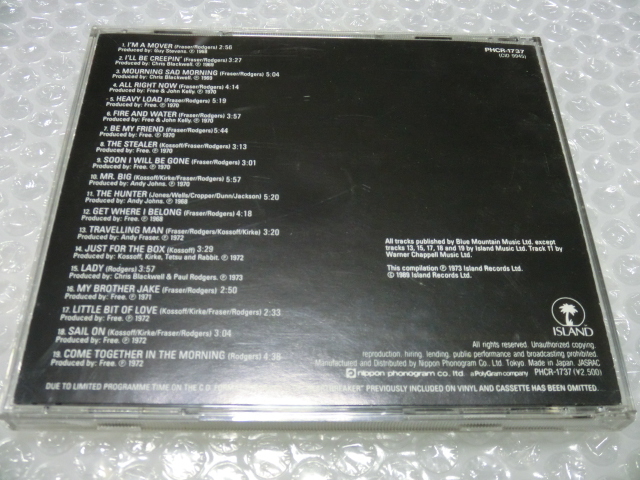 PHCR-1737
(CID 9945)
1. I'M A MOVER (Fraser/Rodgers) 2:56
Produced by: Guy Stevens. ℗ 1968
2. I'LL BE CREEPIN' (Fraser/Rodgers) 3:27
Produced by: Chris Blackwell. ℗ 1969
3. MOURNING SAD MORNING (Fraser/Rodgers) 5:04
Produced by: Chris Blackwell. ℗ 1969
4. ALL RIGHT NOW (Fraser/Rodgers) 4:14
Produced by: Free & John Kelly. ℗ 1970
5. HEAVY LOAD (Fraser/Rodgers) 5:19
Produced by: Free. ℗ 1970
6. FIRE AND WATER (Fraser/Rodgers) 3:57
Produced by: Free & John Kelly. ℗ 1970
7. BE MY FRIEND (Fraser/Rodgers) 5:44
Produced by: Free. ℗ 1970
8. THE STEALER (Kossoff/Fraser/Rodgers) 3:13
Produced by: Free. ℗ 1970
9. SOON I WILL BE GONE (Fraser/Rodgers) 3:01
Produced by: Free. ℗ 1970
10. MR. BIG (Kossoff/Kirke/Fraser/Rodgers) 5:57
Produced by: Andy Johns. ℗ 1970
11. THE HUNTER (Jones/Wells/Cropper/Dunn/Jackson) 5:20
Produced by: Andy Johns.
12. GET WHERE I BELONG (Fraser/Rodgers) 4:18
Produced by: Free. ℗ 1968
13. TRAVELLING MAN (Fraser/Rodgers/Kossoff/Kirke) 3:20
Produced by: Andy Fraser. ℗ 1972
14. JUST FOR THE BOX (Kossoff) 3:29
Produced by: Kossoff, Kirke, Tetsu and Rabbit. ℗ 1972
15. LADY (Rodgers) 3:57
Produced by: Chris Blackwell & Paul Rodgers. ℗ 1973
16. MY BROTHER JAKE (Fraser/Rodgers) 2:50
Produced by: Free. ℗ 1971
17. LITTLE BIT OF LOVE (Kossoff/Kirke/Fraser/Rodgers) 2:33
Produced by: Free. ℗ 1972
18. SAIL ON (Kossoff/Kirke/Fraser/Rodgers) 3:04
Produced by: Free. ℗ 1972
19. COME TOGETHER IN THE MORNING (Rodgers) 4:36
Produced by: Free. ℗ 1972
All tracks published by Blue Mountain Music Ltd. except
tracks 13, 15, 17, 18 and 19 by Island Music Ltd. Track 11 by
Warner Chappell Music Ltd.
This compilation ℗ 1973 Island Records Ltd.
© 1989 Island Records Ltd.
ISLAND
All rights reserved. Unauthorized copying,
reproduction, hiring, lending, public performance and broadcasting prohibited.
Manufactured and Distributed by Nippon Phonogram Co., Ltd. Tokyo. Made in Japan, JASRAC
nippon phonogram co. ltd. a PolyGram company PHCR-1737 (¥2,500)
DUE TO LIMITED PROGRAMME TIME ON THE C.D. PREVIOUSLY INCLUDED ON VINYL AND CASSETTE HAS BEEN OMITTED.